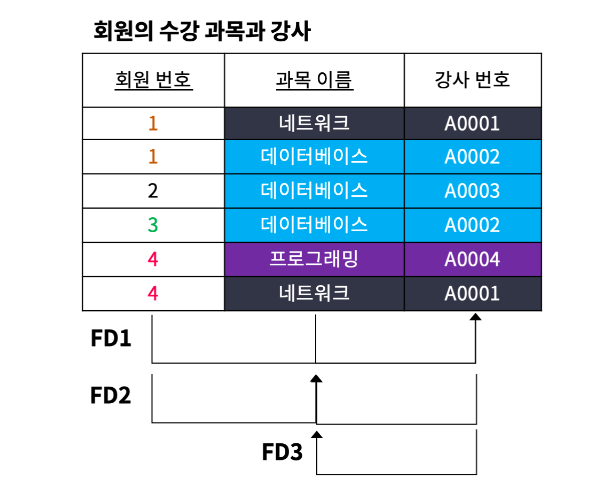 회원의 수강 과목과 강사
회원 번호 과목 이름 강사 번호
1 네트워크 A0001
1 데이터베이스 A0002
2 데이터베이스 A0003
3 데이터베이스 A0002
4 프로그래밍 A0004
4 네트워크 A0001
FD1
FD2
FD3